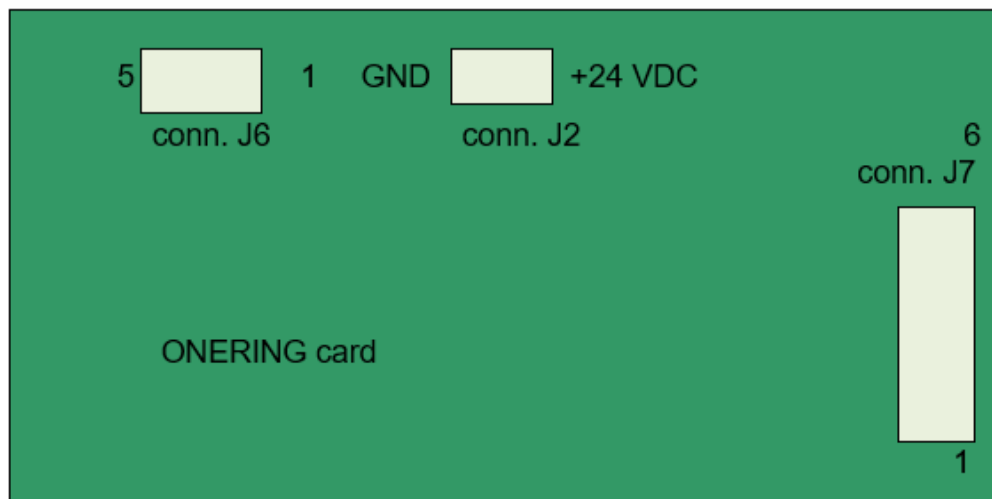 5 1 GND +24 VDC
conn. J6 conn. J2 6
conn. J7
ONERING card
1